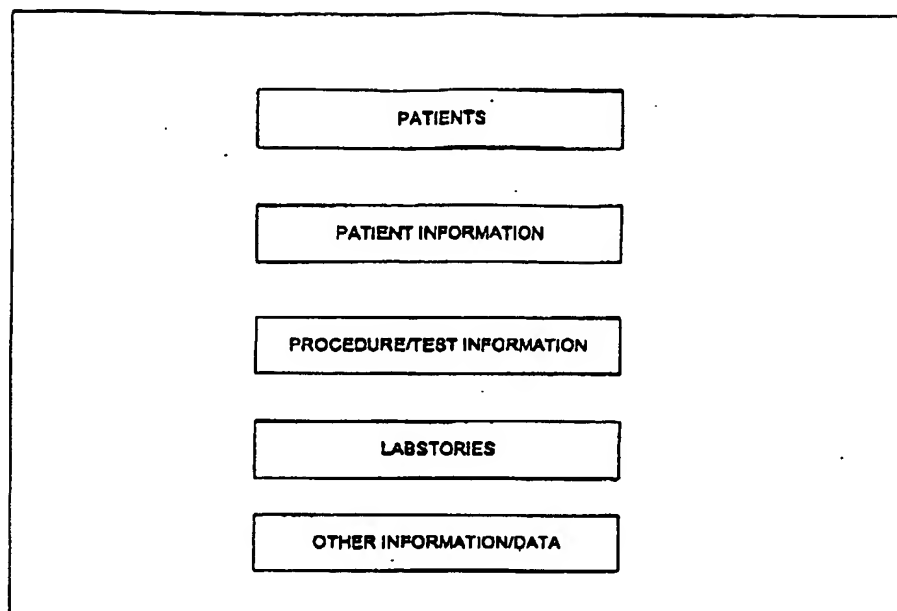 PATIENTS
PATIENT INFORMATION
PROCEDURE/TEST INFORMATION
LABSTORIES
OTHER INFORMATION/DATA